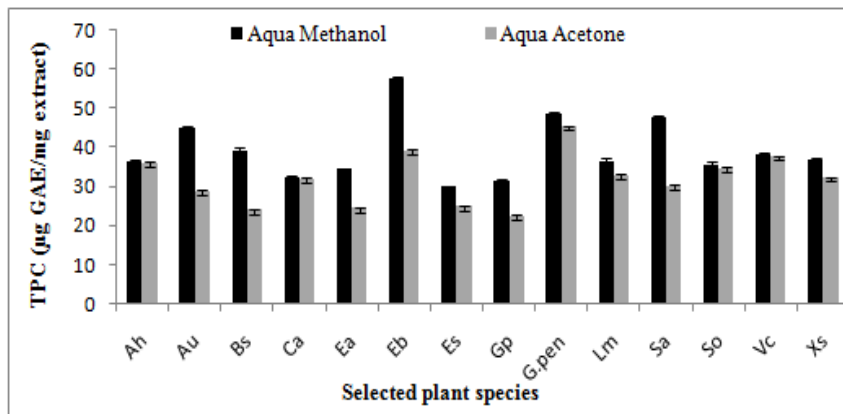 Aqua Methanol Aqua Acetone
70
60
50
40
30
20
10
0
TPC (µg GAE/mg extract)
Ah Au Bs Ca Ea Eb Es Gp G.pen Lm Sa So Vc Xs
Selected plant species